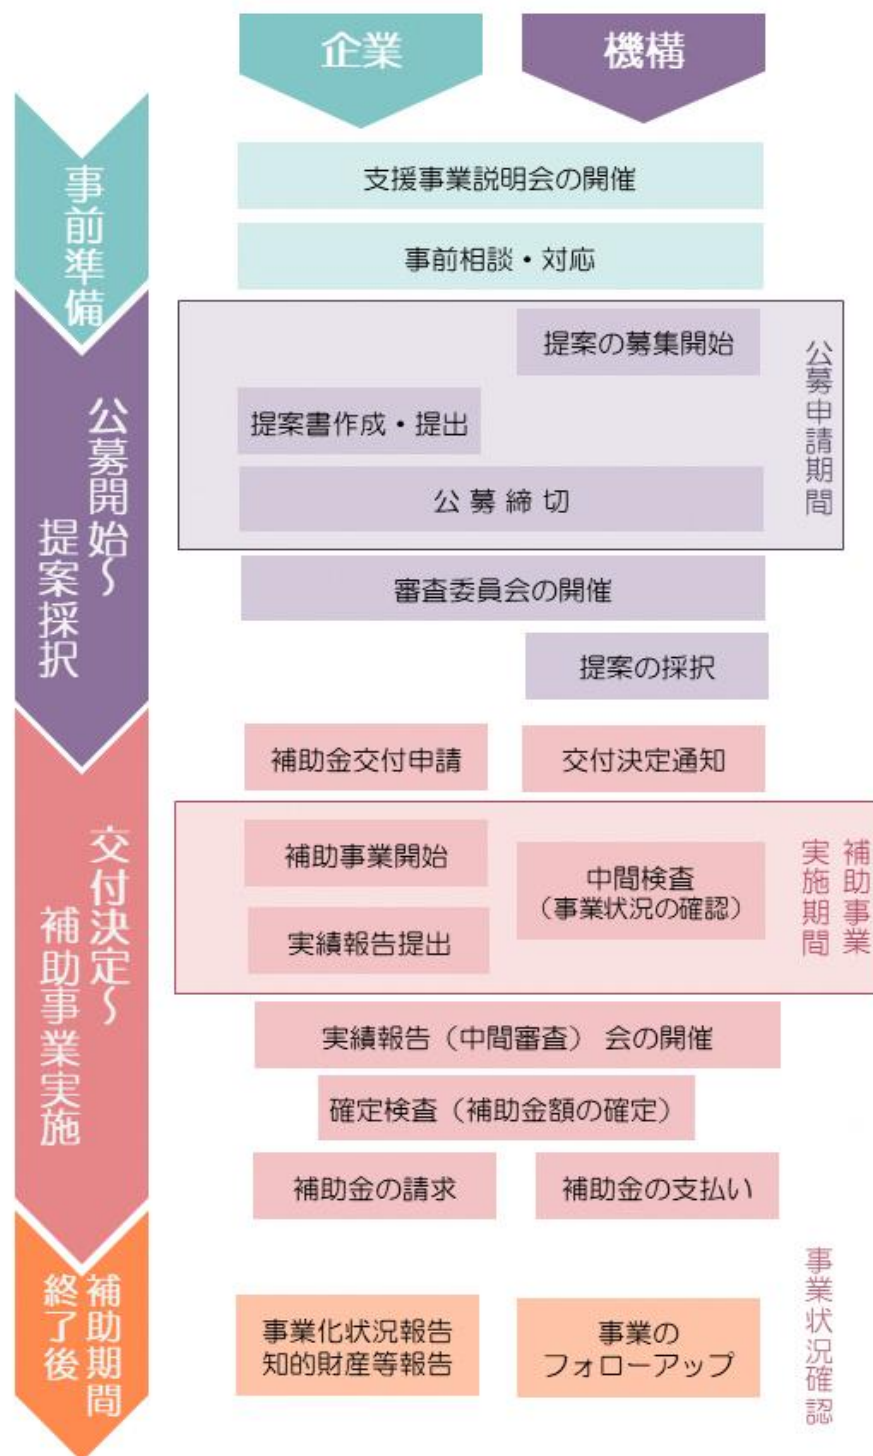 企業
機構
事前準備
支援事業説明会の開催
事前相談・対応
公募開始～
提案採択
提案の募集開始
公募申請期間
提案書作成・提出
公募締切
審査委員会の開催
提案の採択
交付決定～
補助事業実施
補助金交付申請
交付決定通知
補助事業開始
中間検査
（事業状況の確認）
補助事業
実施期間
実績報告提出
実績報告（中間審査） 会の開催
確定検査（補助金額の確定）
補助金の請求
補助金の支払い
補助期間
終了後
事業化状況報告
知的財産等報告
事業の
フォローアップ
事業状況確認